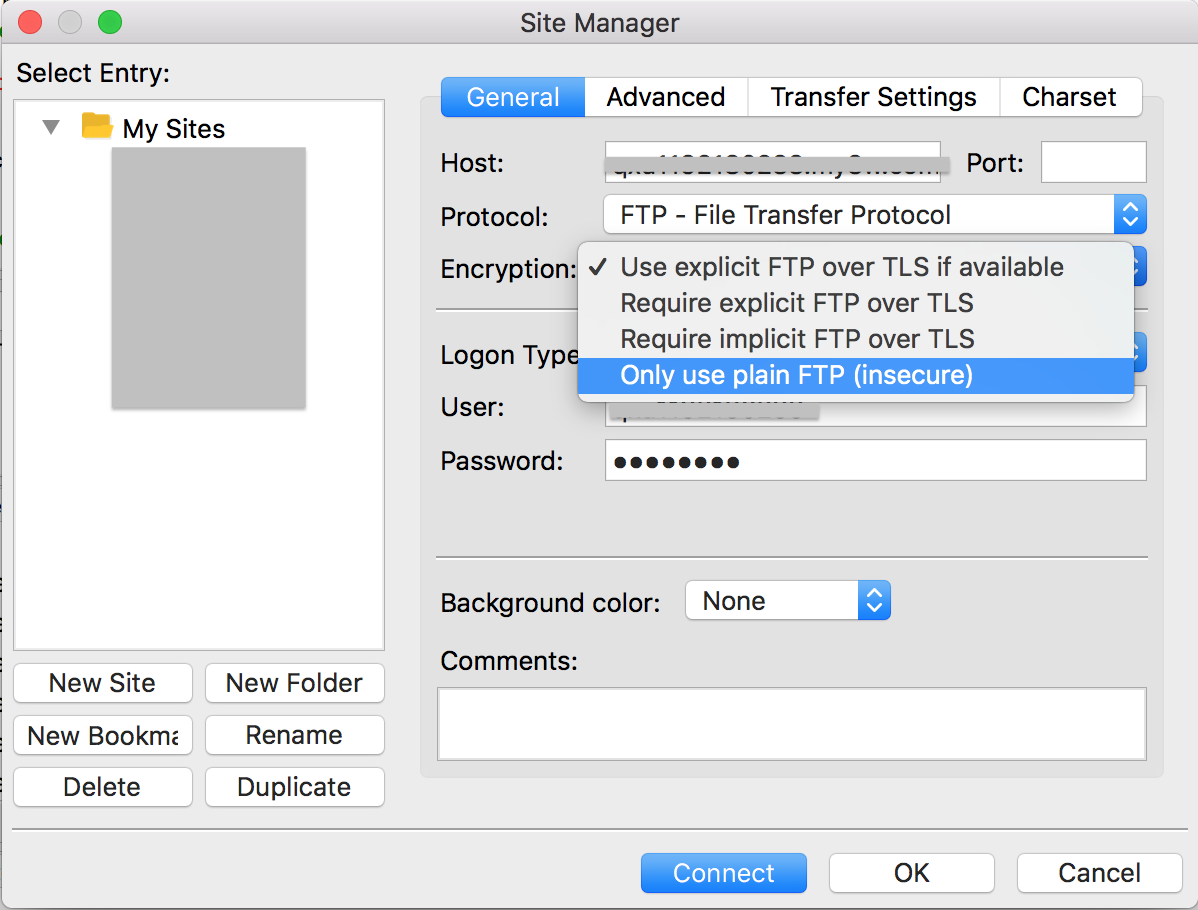 Site Manager
Select Entry:
My Sites
General Advanced Transfer Settings Charset
Host: Port:
Protocol: FTP - File Transfer Protocol
Encryption: ✓ Use explicit FTP over TLS if available
Require explicit FTP over TLS
Require implicit FTP over TLS
Logon Type
Only use plain FTP (insecure)
User:
Password: ●●●●●●●●
Background color: None
Comments:
New Site New Folder
New Bookma Rename
Delete Duplicate
Connect OK Cancel